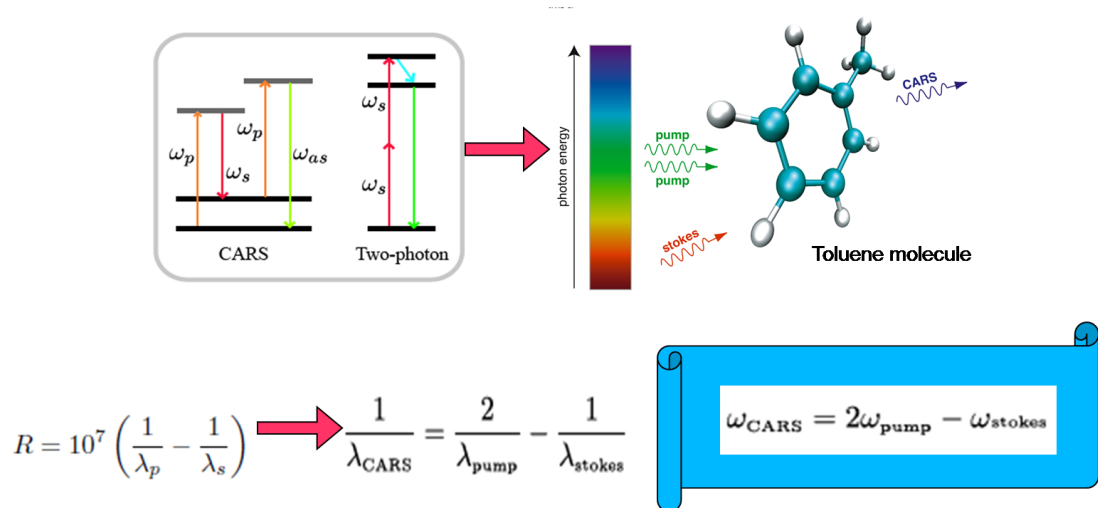 ω_p
ω_s
ω_p
ω_as
CARS
ω_s
ω_s
Two-photon
photon energy
pump
pump
stokes
CARS
Toluene molecule
R = 10^7 (1/λ_p − 1/λ_s)
1/λ_CARS = 2/λ_pump − 1/λ_stokes
ω_CARS = 2ω_pump − ω_stokes